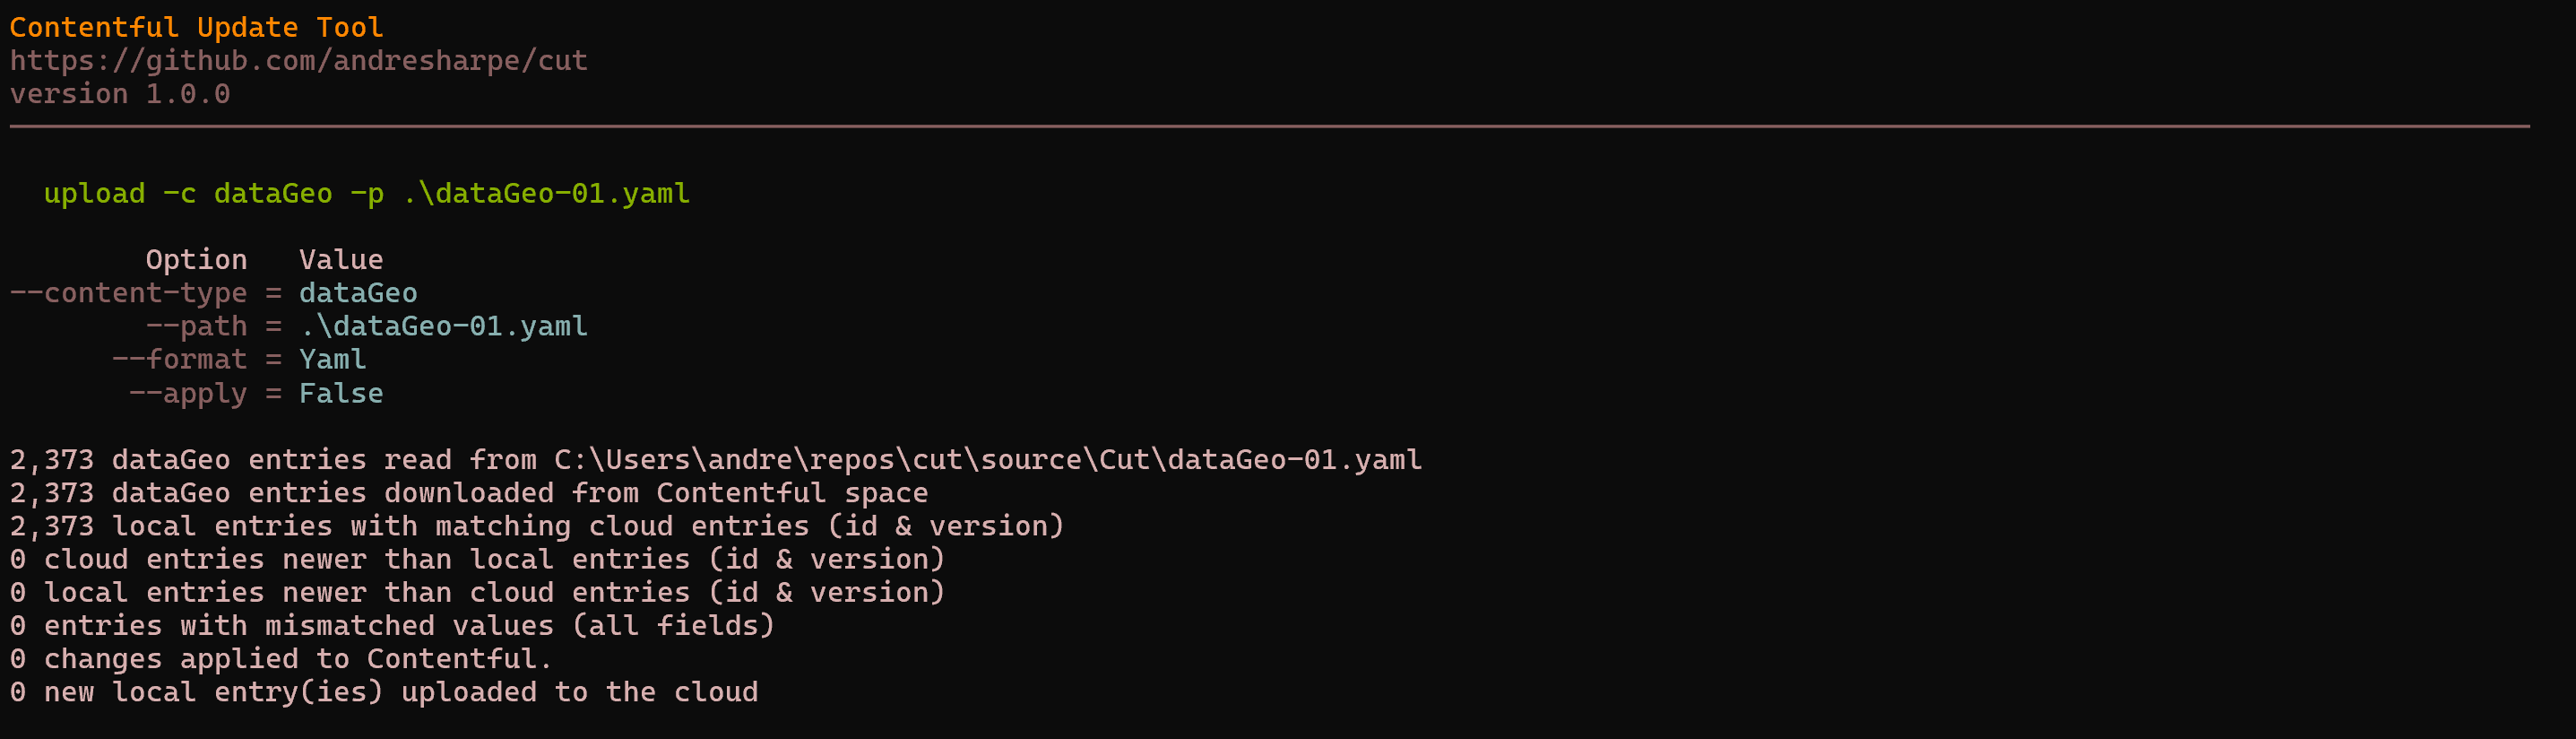 Contentful Update Tool
https://github.com/andresharpe/cut
version 1.0.0
upload -c dataGeo -p .\dataGeo-01.yaml
Option   Value
--content-type = dataGeo
--path = .\dataGeo-01.yaml
--format = Yaml
--apply = False
2,373 dataGeo entries read from C:\Users\andre\repos\cut\source\Cut\dataGeo-01.yaml
2,373 dataGeo entries downloaded from Contentful space
2,373 local entries with matching cloud entries (id & version)
0 cloud entries newer than local entries (id & version)
0 local entries newer than cloud entries (id & version)
0 entries with mismatched values (all fields)
0 changes applied to Contentful.
0 new local entry(ies) uploaded to the cloud